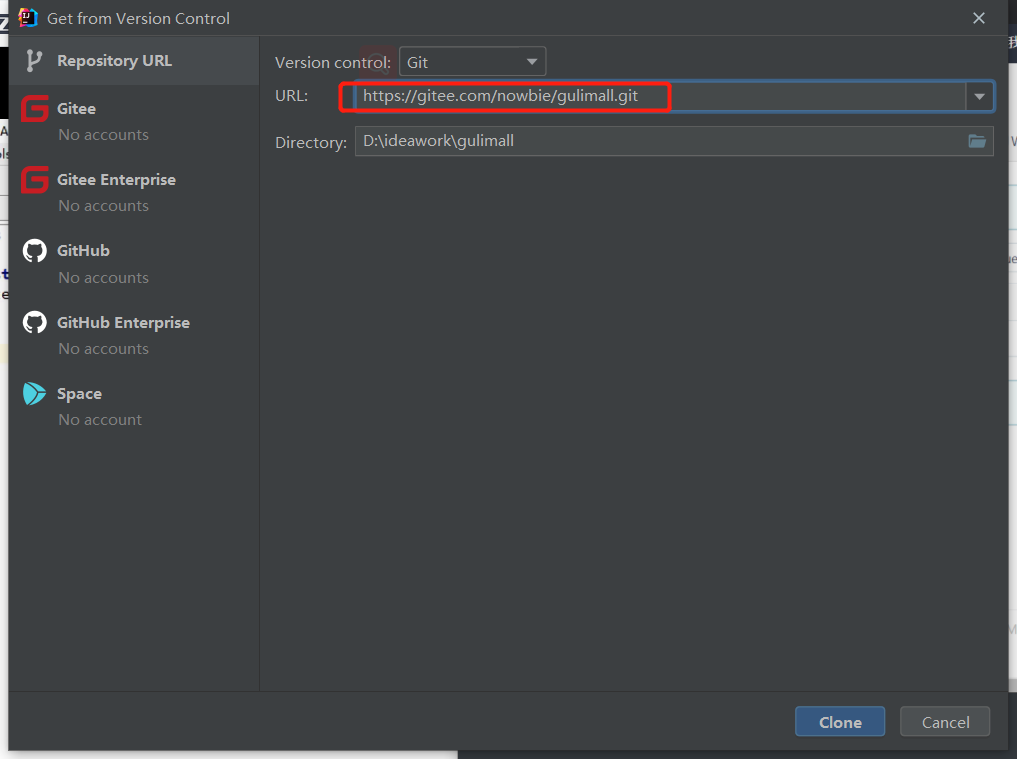 Get from Version Control
Repository URL
Gitee
No accounts
Gitee Enterprise
No accounts
GitHub
No accounts
GitHub Enterprise
No accounts
Space
No account
Version control: Git
URL: https://gitee.com/nowbie/gulimall.git
Directory: D:\ideawork\gulimall
Clone
Cancel